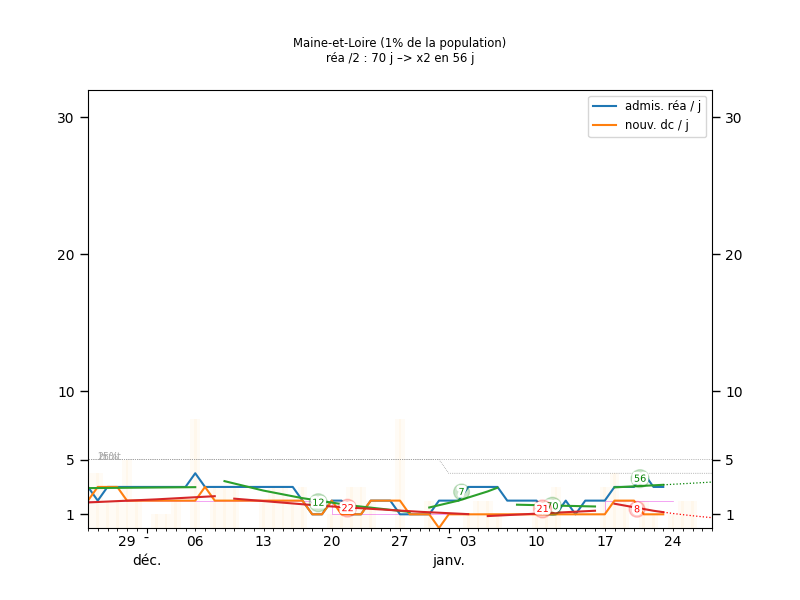 Maine-et-Loire (1% de la population)
réa /2 : 70 j –> x2 en 56 j
admis. réa / j
nouv. dc / j
30 30
20 20
10 10
5 5
1 1
12 22 7 21 70 56 8
29 - 06 13 20 27 - 03 10 17 24
déc. janv.